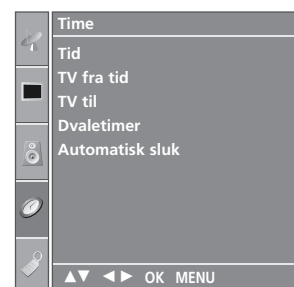 Time
Tid
TV fra tid
TV til
Dvaletimer
Automatisk sluk
▲▼ ◄► OK MENU